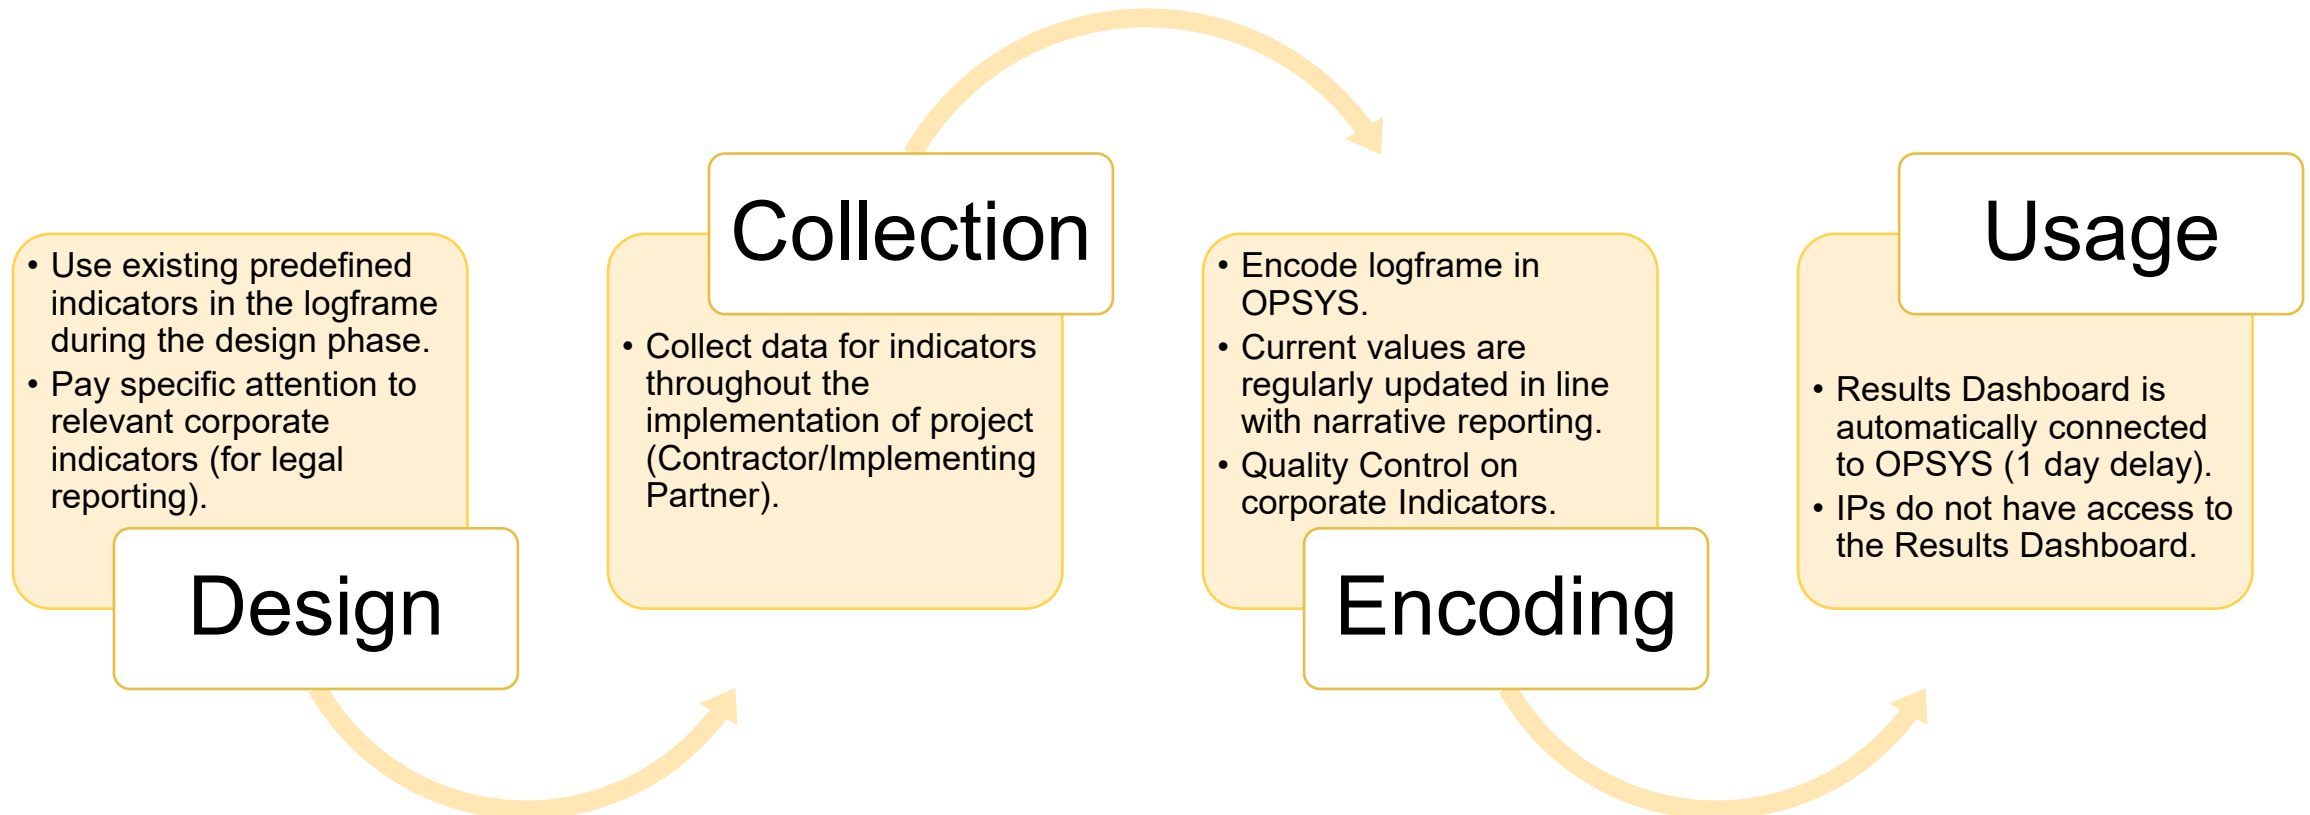 • Use existing predefined
indicators in the logframe
during the design phase.
• Pay specific attention to
relevant corporate
indicators (for legal
reporting).
Design
Collection
• Collect data for indicators
throughout the
implementation of project
(Contractor/Implementing
Partner).
• Encode logframe in
OPSYS.
• Current values are
regularly updated in line
with narrative reporting.
• Quality Control on
corporate Indicators.
Encoding
Usage
• Results Dashboard is
automatically connected
to OPSYS (1 day delay).
• IPs do not have access to
the Results Dashboard.